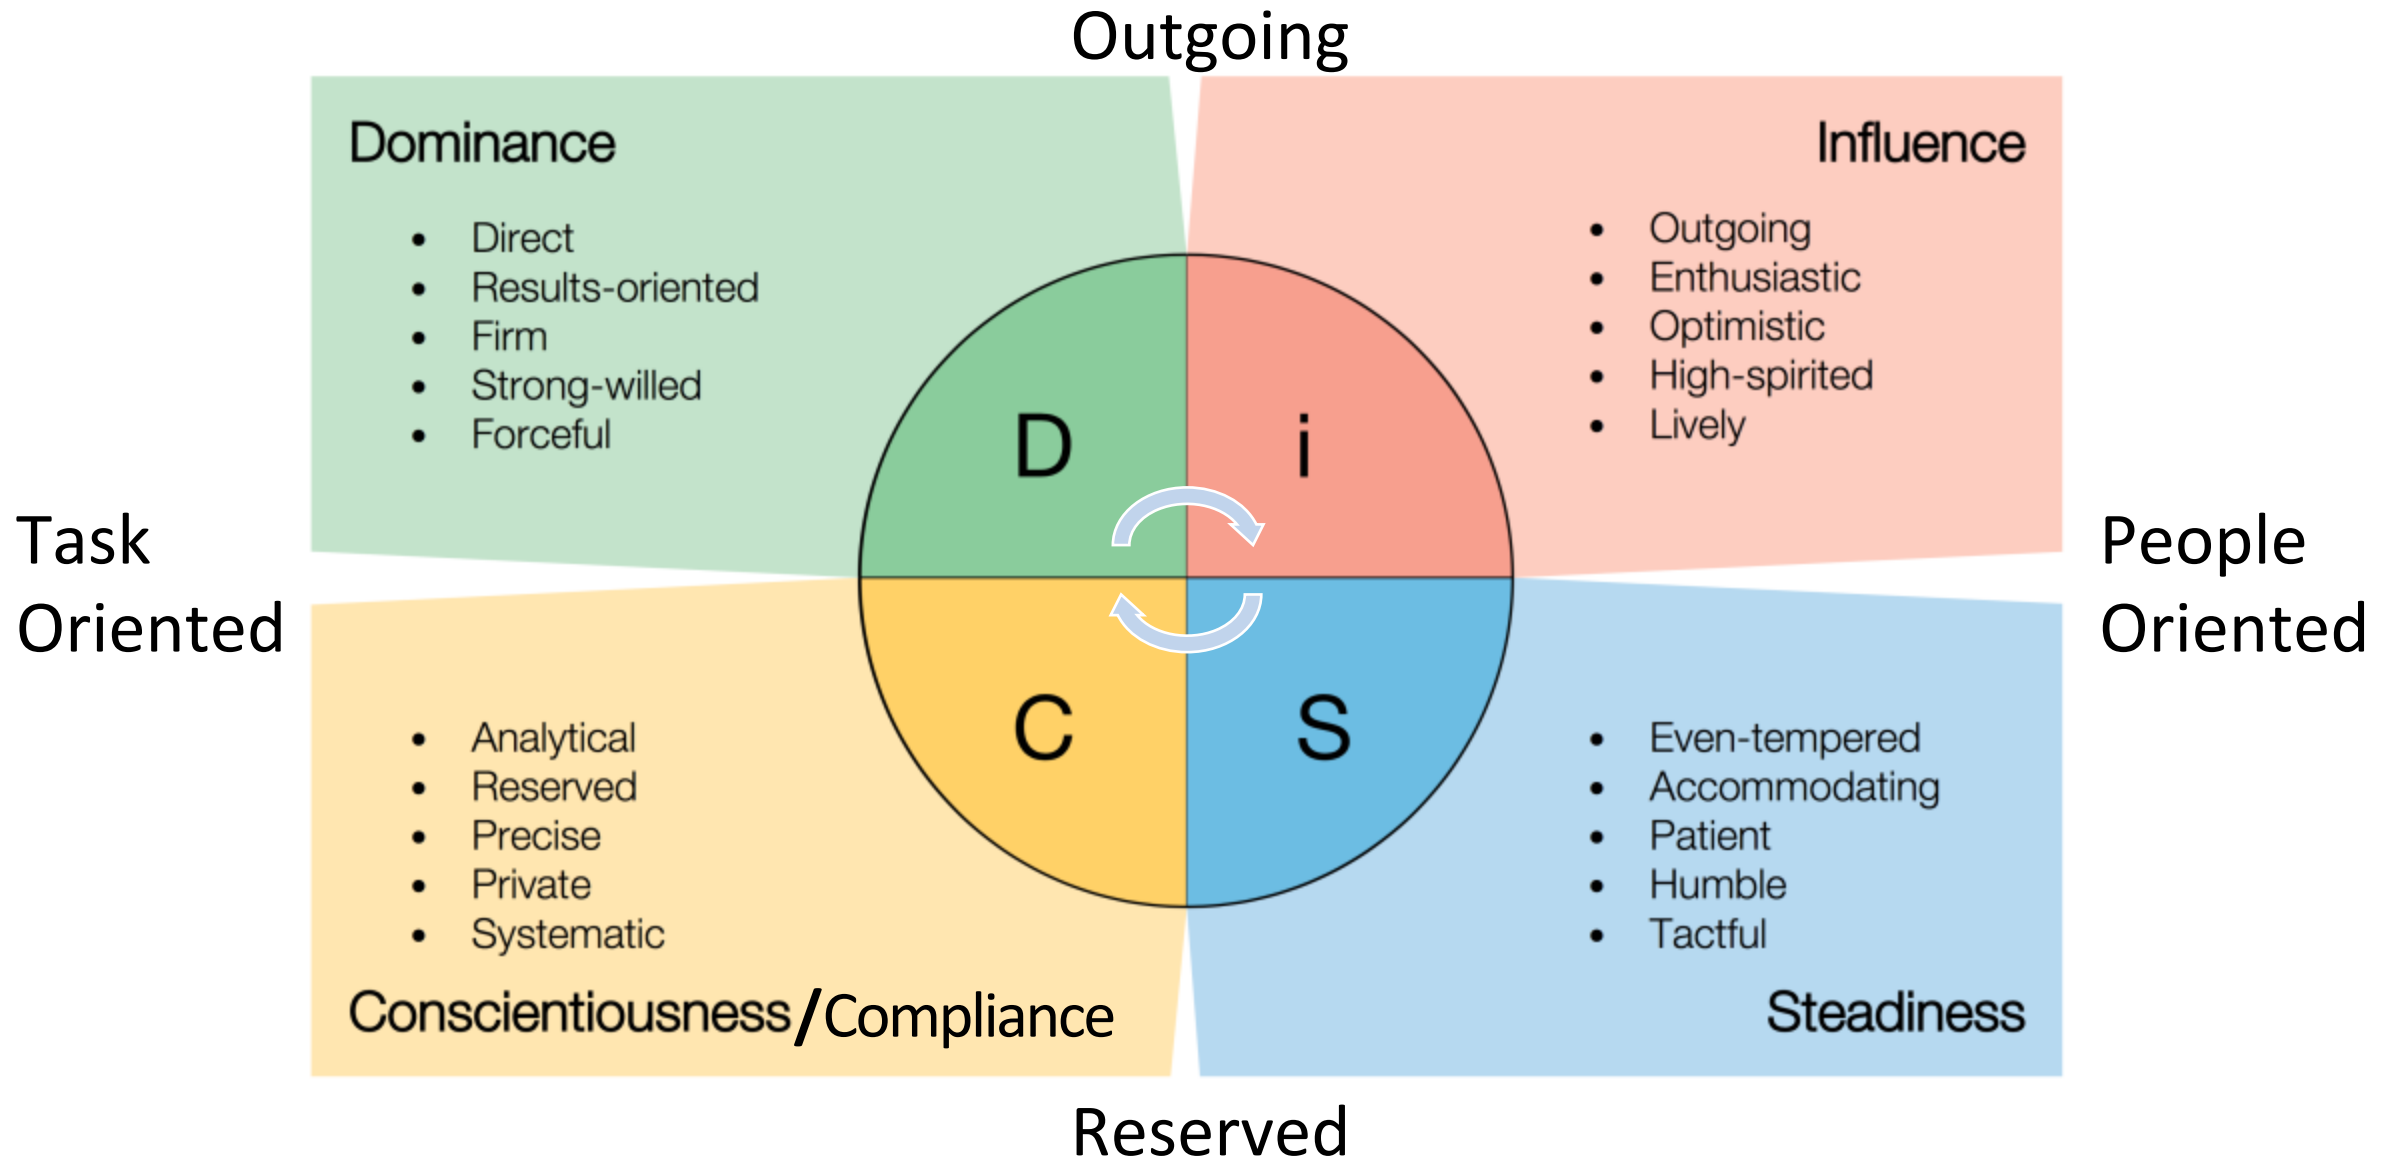 Outgoing
Dominance
Direct
Results-oriented
Firm
Strong-willed
Forceful
Influence
Outgoing
Enthusiastic
Optimistic
High-spirited
Lively
D
i
Task
Oriented
People
Oriented
C
S
Analytical
Reserved
Precise
Private
Systematic
Conscientiousness/Compliance
Even-tempered
Accommodating
Patient
Humble
Tactful
Steadiness
Reserved